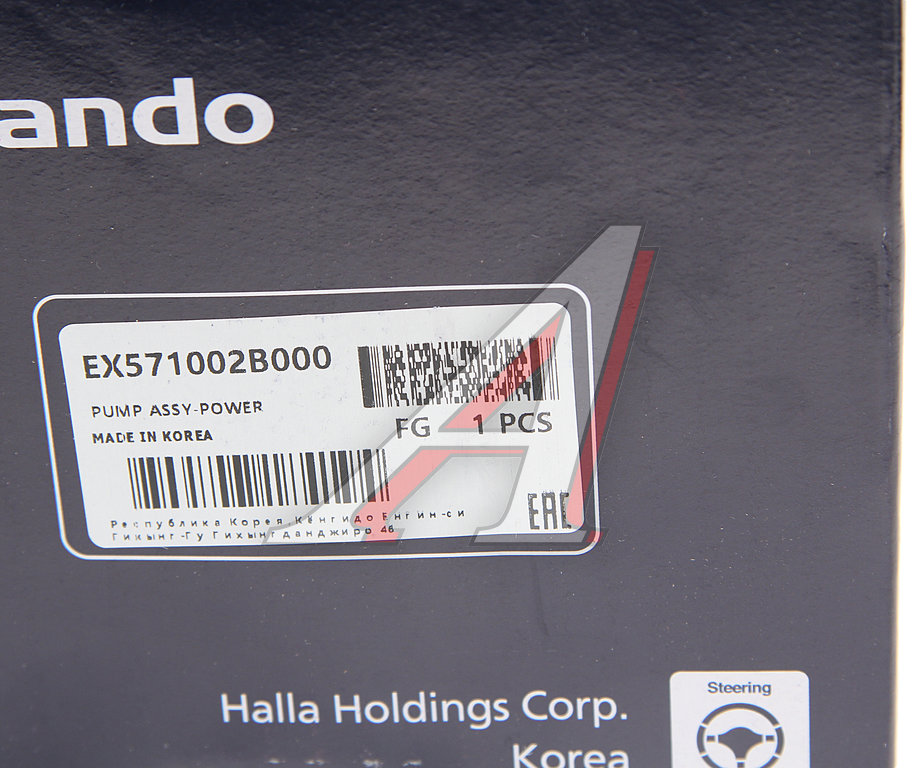 ando
EX571002B000
PUMP ASSY-POWER
MADE IN KOREA
FG 1 PCS
Республика Корея,Кёнгидо Енгин-си
Гикынг-Гу Гихынгданджиро 46
EAC
Halla Holdings Corp.
Korea
Steering